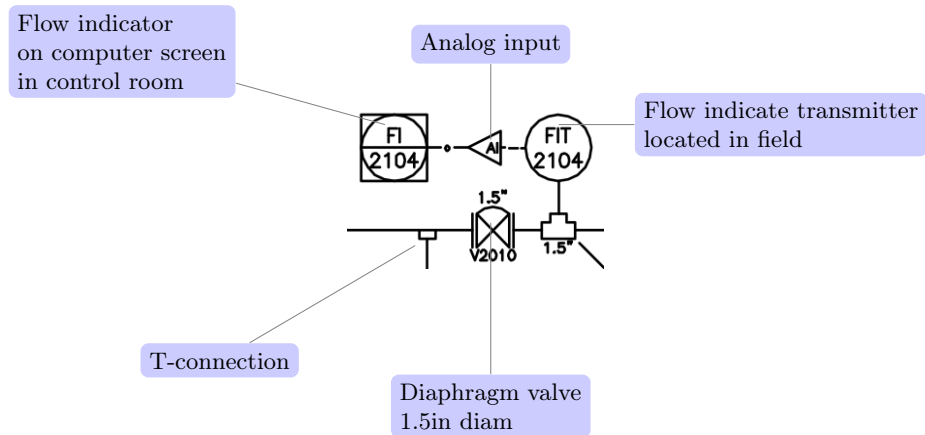 Flow indicator
on computer screen
in control room
Analog input
Flow indicate transmitter
located in field
FI
2104
AI
FIT
2104
1.5"
V2010
1.5"
T-connection
Diaphragm valve
1.5in diam